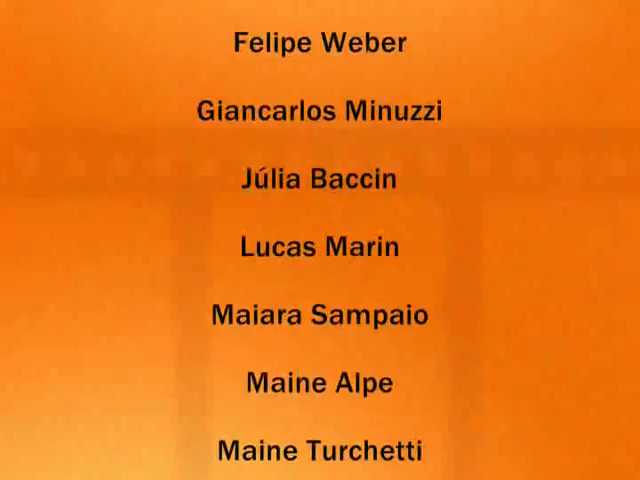 Felipe Weber
Giancarlos Minuzzi
Júlia Baccin
Lucas Marin
Maiara Sampaio
Maine Alpe
Maine Turchetti